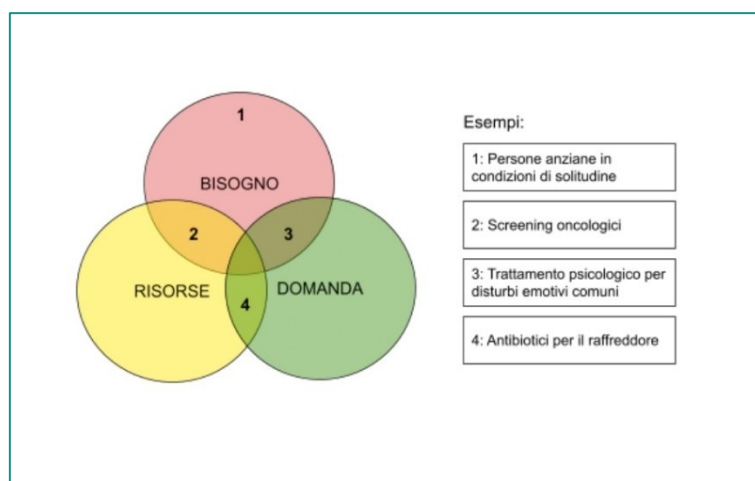 1
BISOGNO
2
3
RISORSE
4
DOMANDA
Esempi:
1: Persone anziane in
condizioni di solitudine
2: Screening oncologici
3: Trattamento psicologico per
disturbi emotivi comuni
4: Antibiotici per il raffreddore